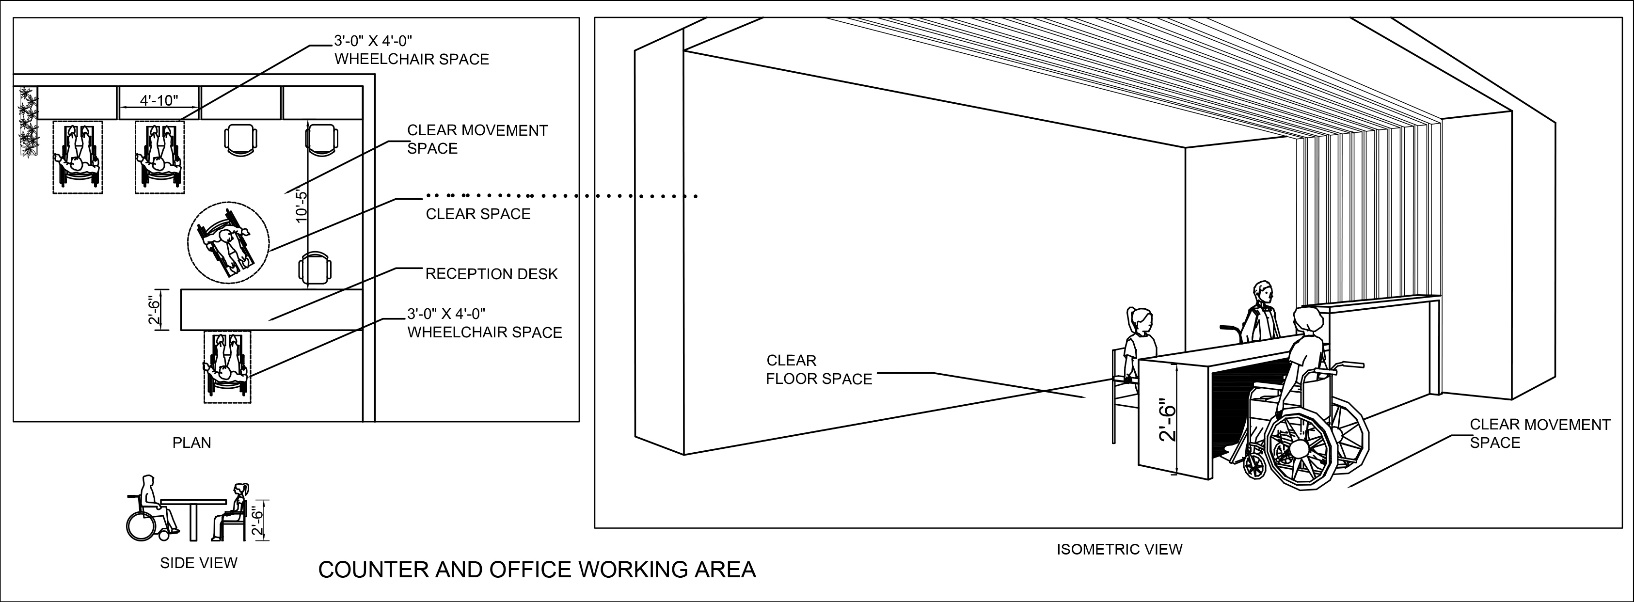 3'-0" X 4'-0"
WHEELCHAIR SPACE
4'-10"
CLEAR MOVEMENT
SPACE
10'-5"
CLEAR SPACE
RECEPTION DESK
2'-6"
3'-0" X 4'-0"
WHEELCHAIR SPACE
PLAN
2'-6"
SIDE VIEW
COUNTER AND OFFICE WORKING AREA
CLEAR
FLOOR SPACE
2'-6"
CLEAR MOVEMENT
SPACE
ISOMETRIC VIEW